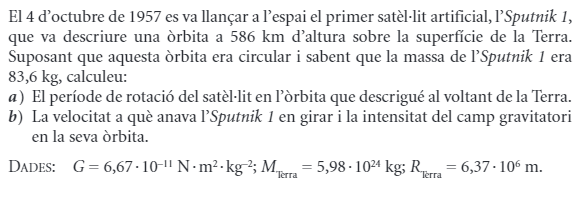 El 4 d’octubre de 1957 es va llançar a l’espai el primer satèl·lit artificial, l’Sputnik 1,
que va descriure una òrbita a 586 km d’altura sobre la superfície de la Terra.
Suposant que aquesta òrbita era circular i sabent que la massa de l’Sputnik 1 era
83,6 kg, calculeu:
a) El període de rotació del satèl·lit en l’òrbita que descrigué al voltant de la Terra.
b) La velocitat a què anava l’Sputnik 1 en girar i la intensitat del camp gravitatori
en la seva òrbita.
DADES: G = 6,67·10⁻¹¹ N·m²·kg⁻²; M_Terra = 5,98·10²⁴ kg; R_Terra = 6,37·10⁶ m.